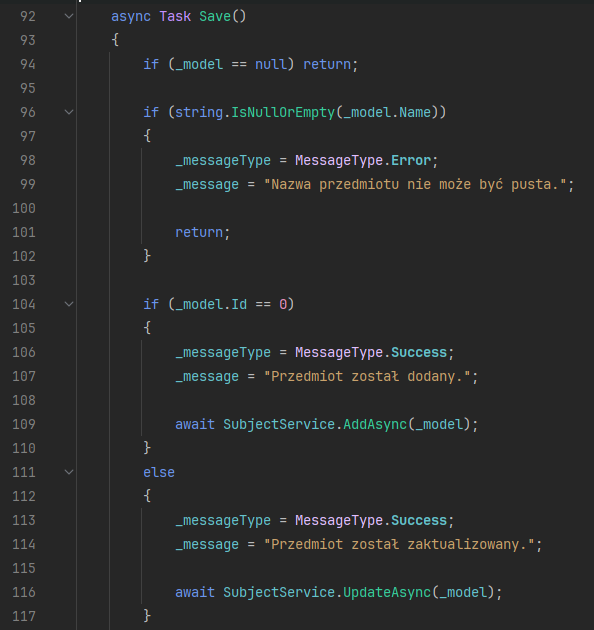 92 async Task Save()
93 {
94 if (_model == null) return;
95
96 if (string.IsNullOrEmpty(_model.Name))
97 {
98 _messageType = MessageType.Error;
99 _message = "Nazwa przedmiotu nie może być pusta.";
100
101 return;
102 }
103
104 if (_model.Id == 0)
105 {
106 _messageType = MessageType.Success;
107 _message = "Przedmiot został dodany.";
108
109 await SubjectService.AddAsync(_model);
110 }
111 else
112 {
113 _messageType = MessageType.Success;
114 _message = "Przedmiot został zaktualizowany.";
115
116 await SubjectService.UpdateAsync(_model);
117 }